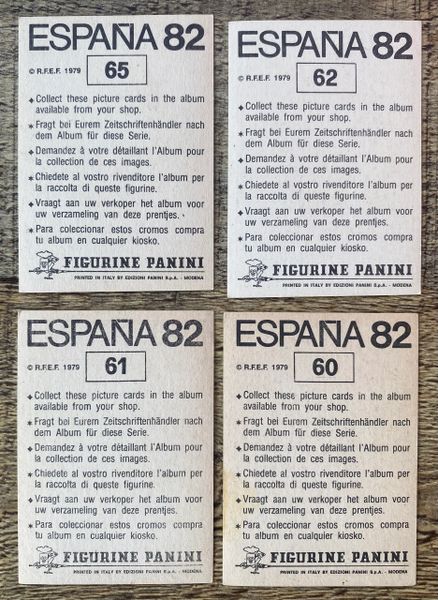 ESPAÑA 82
© R.F.E.F. 1979
65
Collect these picture cards in the album
available from your shop.
Fragt bei Eurem Zeitschriftenhändler nach
dem Album für diese Serie.
Demandez à votre détaillant l'Album pour
la collection de ces images.
Chiedete al vostro rivenditore l'album per
la raccolta di queste figurine.
Vraagt aan uw verkoper het album voor
uw verzameling van deze prentjes.
Para coleccionar estos cromos compra
tu album en cualquier kiosko.
FIGURINE PANINI
PRINTED IN ITALY BY EDIZIONI PANINI S.p.A. - MODENA
ESPAÑA 82
© R.F.E.F. 1979
62
Collect these picture cards in the album
available from your shop.
Fragt bei Eurem Zeitschriftenhändler nach
dem Album für diese Serie.
Demandez à votre détaillant l'Album pour
la collection de ces images.
Chiedete al vostro rivenditore l'album per
la raccolta di queste figurine.
Vraagt aan uw verkoper het album voor
uw verzameling van deze prentjes.
Para coleccionar estos cromos compra
tu album en cualquier kiosko.
FIGURINE PANINI
PRINTED IN ITALY BY EDIZIONI PANINI S.p.A. - MODENA
ESPAÑA 82
© R.F.E.F. 1979
61
Collect these picture cards in the album
available from your shop.
Fragt bei Eurem Zeitschriftenhändler nach
dem Album für diese Serie.
Demandez à votre détaillant l'Album pour
la collection de ces images.
Chiedete al vostro rivenditore l'album per
la raccolta di queste figurine.
Vraagt aan uw verkoper het album voor
uw verzameling van deze prentjes.
Para coleccionar estos cromos compra
tu album en cualquier kiosko.
FIGURINE PANINI
PRINTED IN ITALY BY EDIZIONI PANINI S.p.A. - MODENA
ESPAÑA 82
© R.F.E.F. 1979
60
Collect these picture cards in the album
available from your shop.
Fragt bei Eurem Zeitschriftenhändler nach
dem Album für diese Serie.
Demandez à votre détaillant l'Album pour
la collection de ces images.
Chiedete al vostro rivenditore l'album per
la raccolta di queste figurine.
Vraagt aan uw verkoper het album voor
uw verzameling van deze prentjes.
Para coleccionar estos cromos compra
tu album en cualquier kiosko.
FIGURINE PANINI
PRINTED IN ITALY BY EDIZIONI PANINI S.p.A. - MODENA